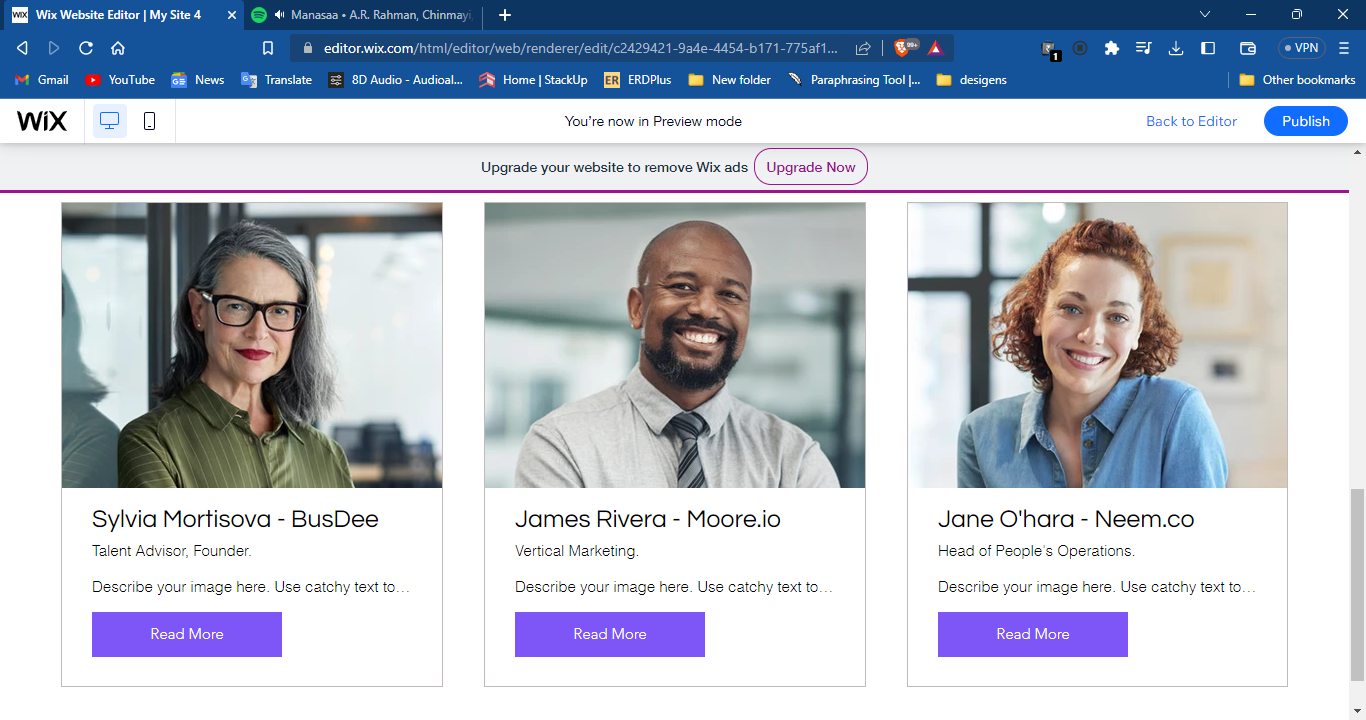 WiX Wix Website Editor | My Site 4
Manasaa • A.R. Rahman, Chinmayi,
editor.wix.com/html/editor/web/renderer/edit/c2429421-9a4e-4454-b171-775af1...
99+
1
VPN
Gmail
YouTube
News
Translate
8D Audio - Audioal...
Home | StackUp
ER ERDPlus
New folder
Paraphrasing Tool |...
desigens
Other bookmarks
WiX
You're now in Preview mode
Back to Editor
Publish
Upgrade your website to remove Wix ads
Upgrade Now
Sylvia Mortisova - BusDee
Talent Advisor, Founder.
Describe your image here. Use catchy text to...
Read More
James Rivera - Moore.io
Vertical Marketing.
Describe your image here. Use catchy text to...
Read More
Jane O'hara - Neem.co
Head of People's Operations.
Describe your image here. Use catchy text to...
Read More